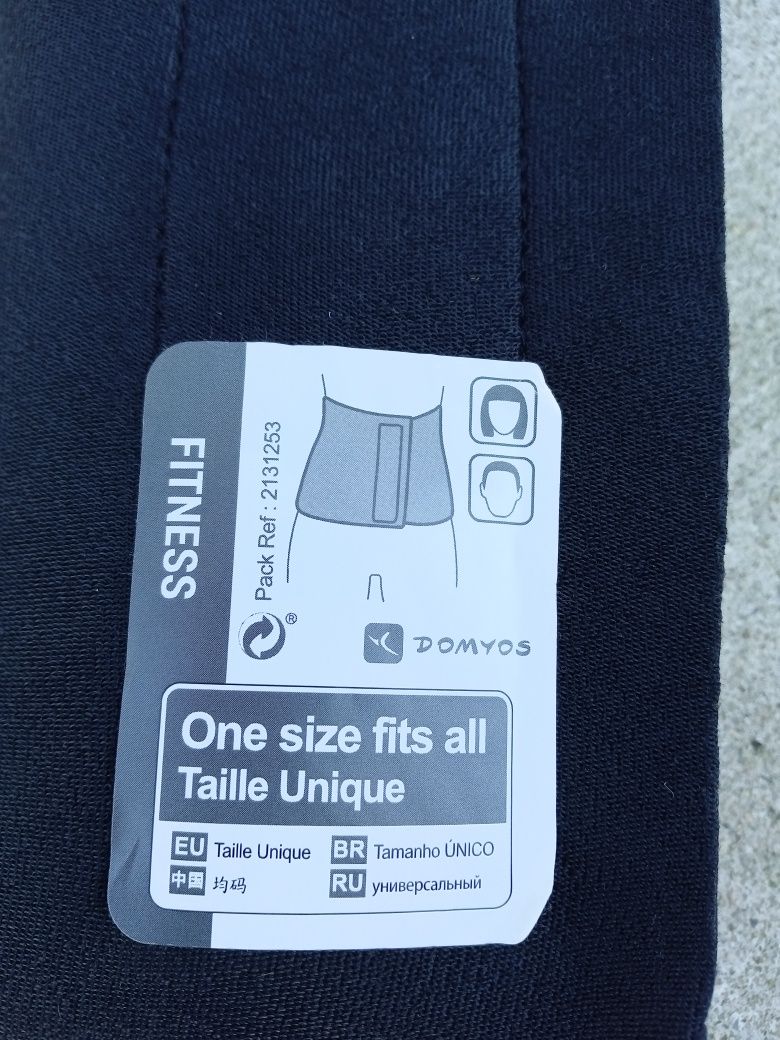 FITNESS
Pack Ref : 2131253
®
DOMYOS
One size fits all
Taille Unique
EU Taille Unique
BR Tamanho ÚNICO
中国 均码
RU универсальный